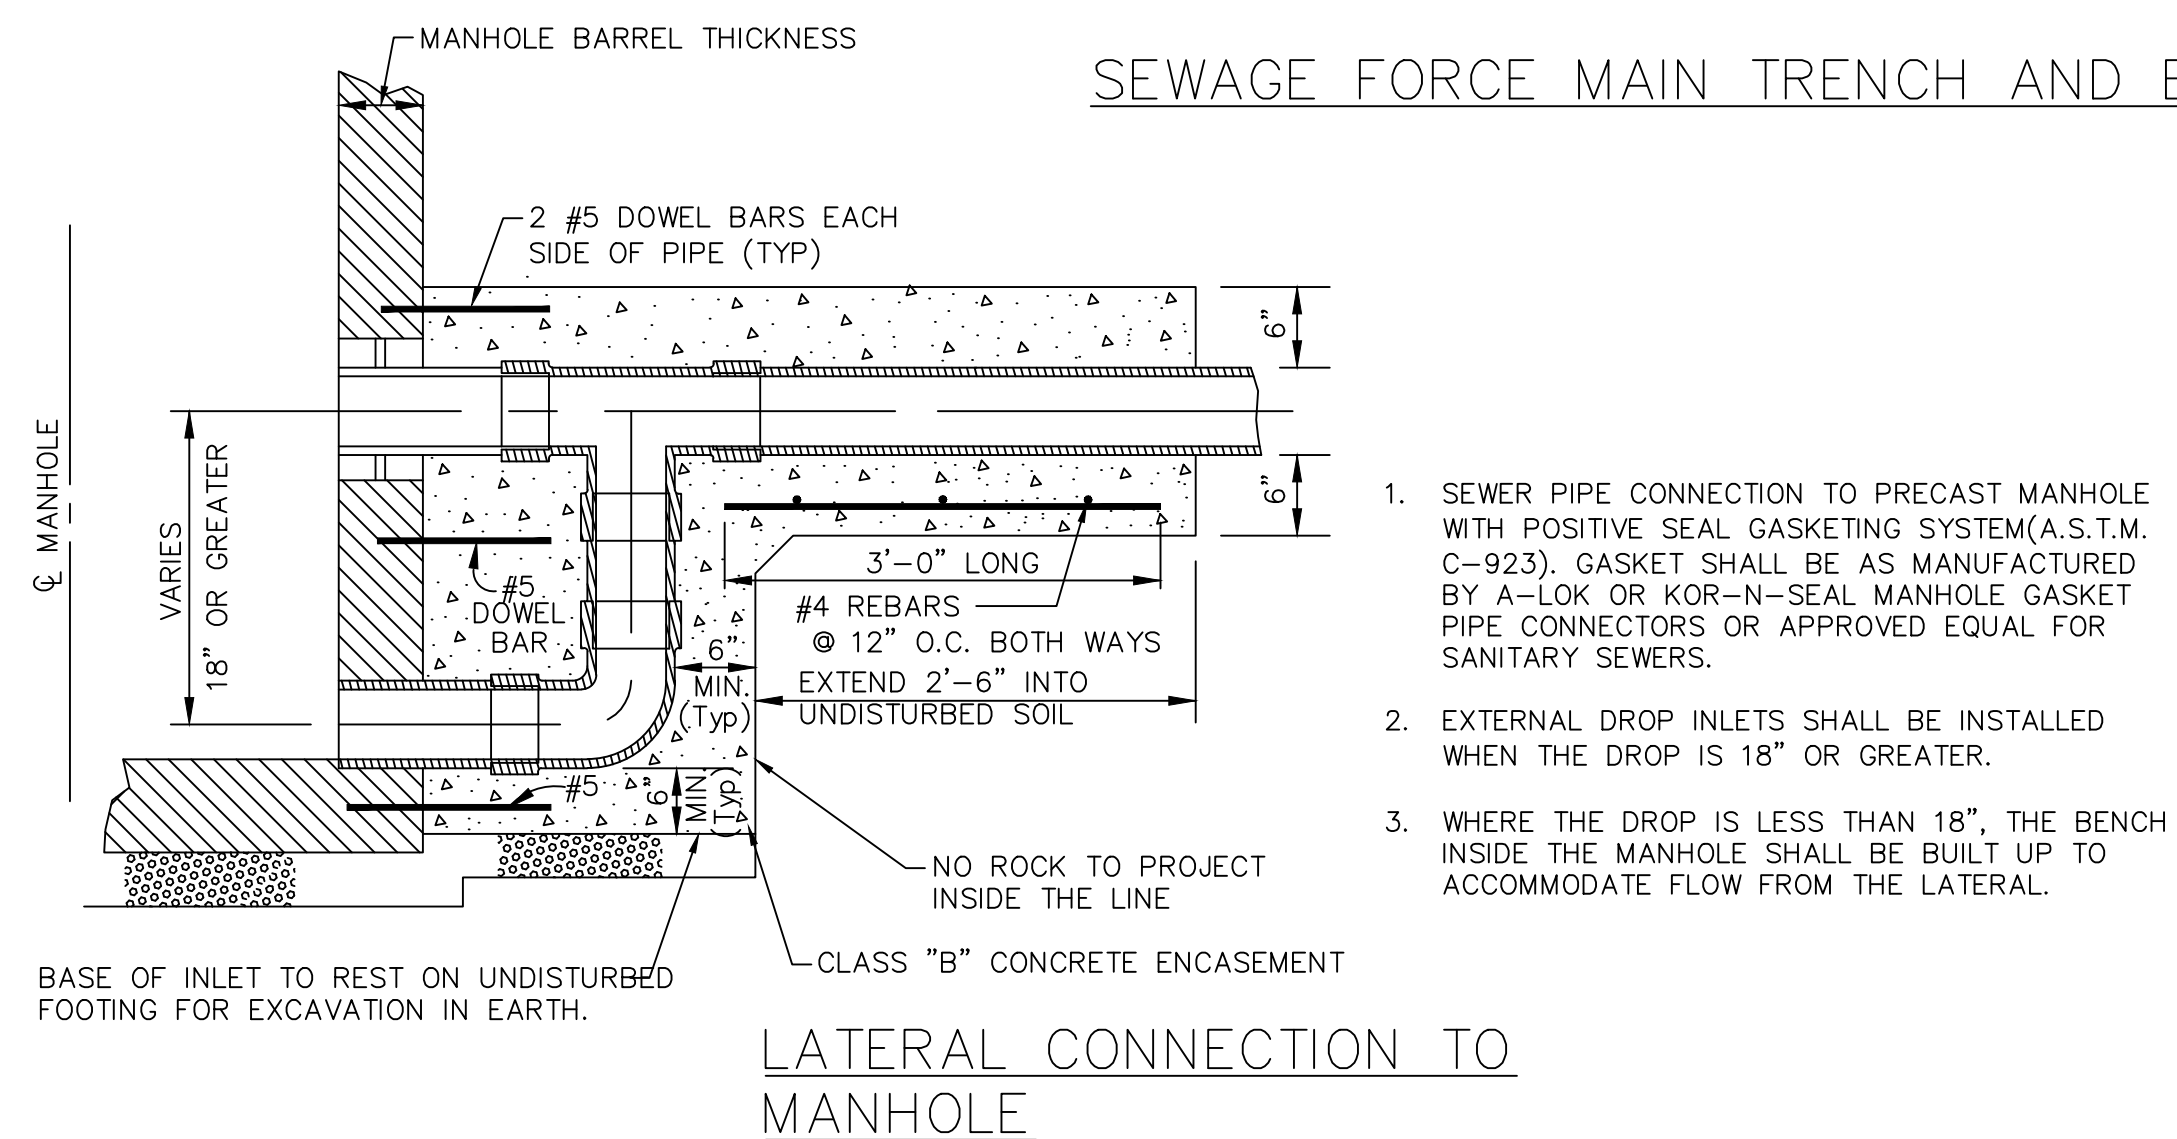 MANHOLE BARREL THICKNESS
SEWAGE FORCE MAIN TRENCH AND
2 #5 DOWEL BARS EACH
SIDE OF PIPE (TYP)
6"
6"
℄ MANHOLE
VARIES
18" OR GREATER
#5
DOWEL
BAR
3'-0" LONG
#4 REBARS
@ 12" O.C. BOTH WAYS
6"
MIN.
(Typ)
EXTEND 2'-6" INTO
UNDISTURBED SOIL
#5
6"
MIN.
(Typ)
NO ROCK TO PROJECT
INSIDE THE LINE
CLASS "B" CONCRETE ENCASEMENT
BASE OF INLET TO REST ON UNDISTURBED
FOOTING FOR EXCAVATION IN EARTH.
1. SEWER PIPE CONNECTION TO PRECAST MANHOLE
WITH POSITIVE SEAL GASKETING SYSTEM(A.S.T.M.
C-923). GASKET SHALL BE AS MANUFACTURED
BY A-LOK OR KOR-N-SEAL MANHOLE GASKET
PIPE CONNECTORS OR APPROVED EQUAL FOR
SANITARY SEWERS.
2. EXTERNAL DROP INLETS SHALL BE INSTALLED
WHEN THE DROP IS 18" OR GREATER.
3. WHERE THE DROP IS LESS THAN 18", THE BENCH
INSIDE THE MANHOLE SHALL BE BUILT UP TO
ACCOMMODATE FLOW FROM THE LATERAL.
LATERAL CONNECTION TO
MANHOLE